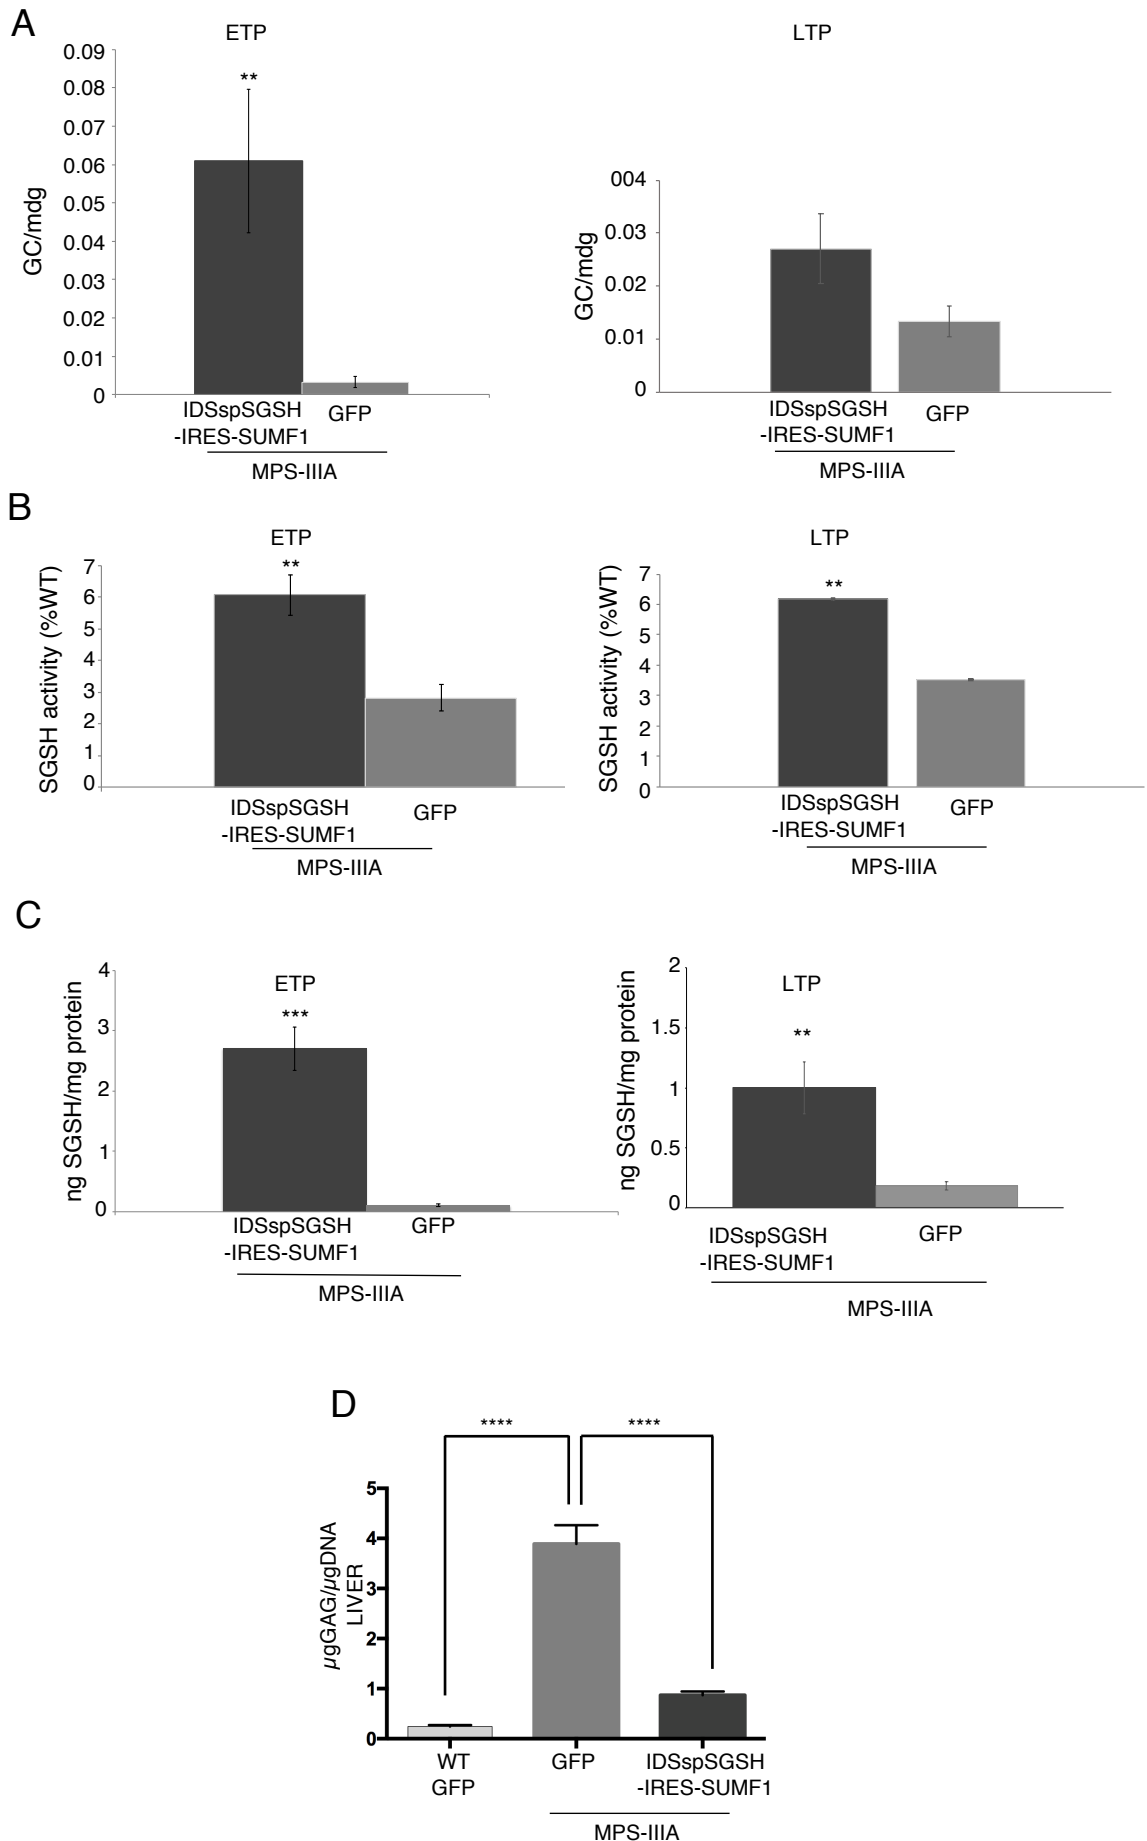 A
ETP
LTP
0.09
0.08
0.07
0.06
0.05
0.04
0.03
0.02
0.01
0
GC/mdg
**
IDSspSGSH
-IRES-SUMF1
GFP
MPS-IIIA
004
0.03
0.02
0.01
0
GC/mdg
IDSspSGSH
-IRES-SUMF1
GFP
MPS-IIIA
B
ETP
**
7
6
5
4
3
2
1
0
SGSH activity (%WT)
IDSspSGSH
-IRES-SUMF1
GFP
MPS-IIIA
LTP
**
7
6
5
4
3
2
1
0
SGSH activity (%WT)
IDSspSGSH
-IRES-SUMF1
GFP
MPS-IIIA
C
ETP
***
4
3
2
1
0
ng SGSH/mg protein
IDSspSGSH
-IRES-SUMF1
GFP
MPS-IIIA
LTP
**
2
1.5
1
0.5
0
ng SGSH/mg protein
IDSspSGSH
-IRES-SUMF1
GFP
MPS-IIIA
D
****
****
5
4
3
2
1
0
µgGAG/µgDNA
LIVER
WT
GFP
GFP
IDSspSGSH
-IRES-SUMF1
MPS-IIIA